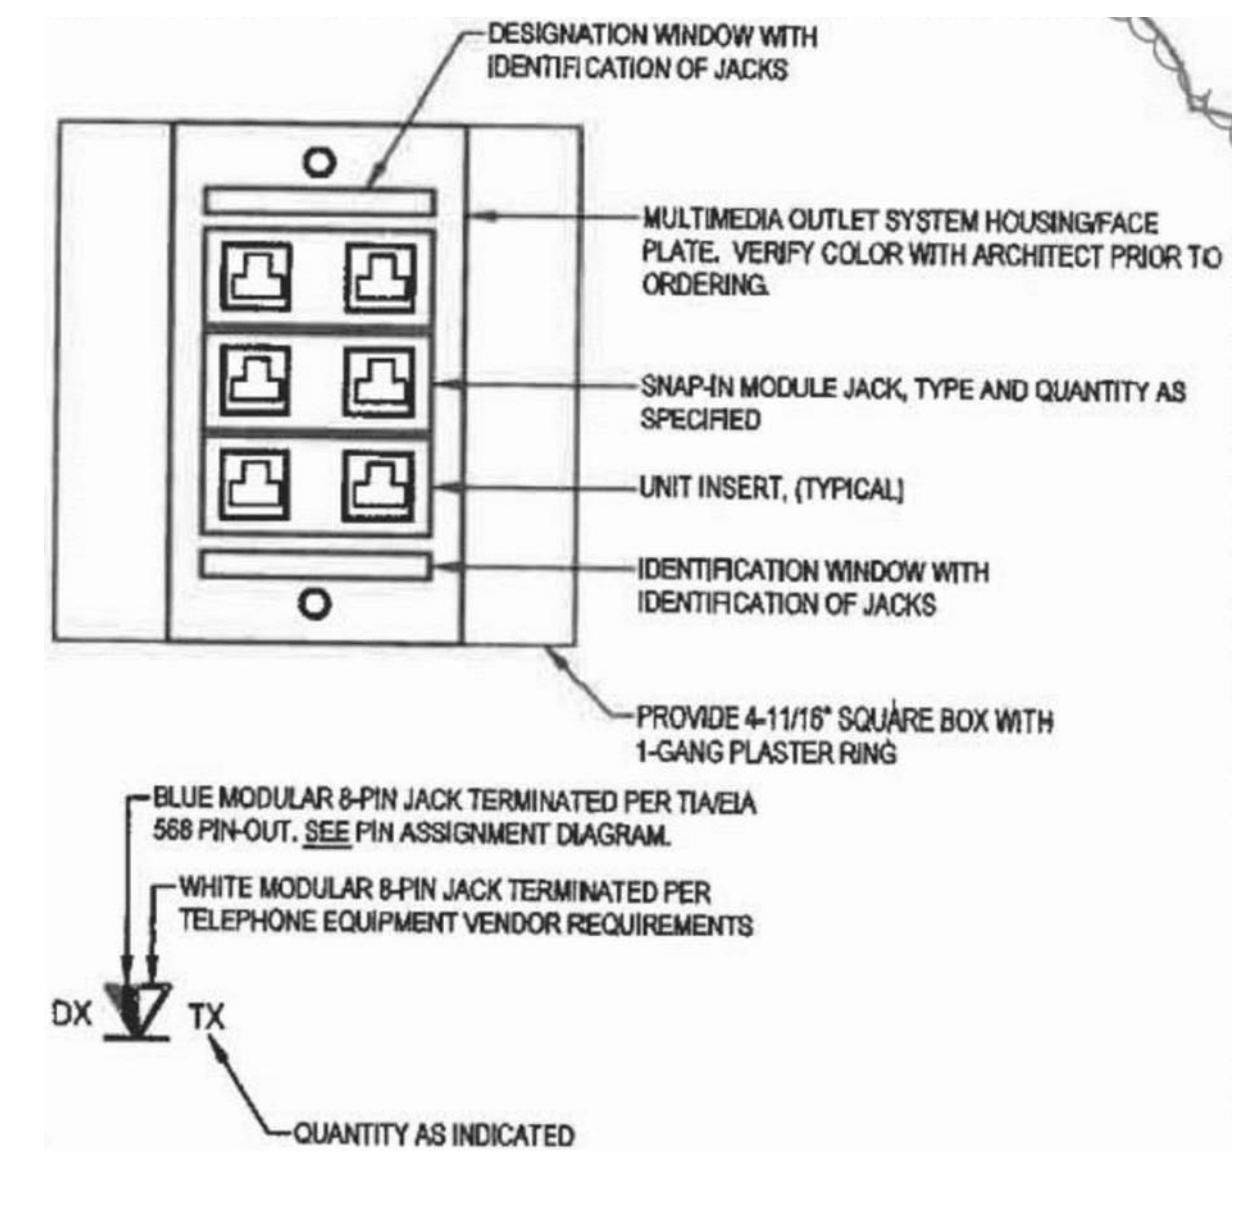 DESIGNATION WINDOW WITH
IDENTIFICATION OF JACKS
MULTIMEDIA OUTLET SYSTEM HOUSING/FACE
PLATE. VERIFY COLOR WITH ARCHITECT PRIOR TO
ORDERING.
SNAP-IN MODULE JACK, TYPE AND QUANTITY AS
SPECIFIED
UNIT INSERT, (TYPICAL)
IDENTIFICATION WINDOW WITH
IDENTIFICATION OF JACKS
PROVIDE 4-11/16" SQUARE BOX WITH
1-GANG PLASTER RING
BLUE MODULAR 8-PIN JACK TERMINATED PER TIA/EIA
568 PIN-OUT. SEE PIN ASSIGNMENT DIAGRAM.
WHITE MODULAR 8-PIN JACK TERMINATED PER
TELEPHONE EQUIPMENT VENDOR REQUIREMENTS
DX TX
QUANTITY AS INDICATED